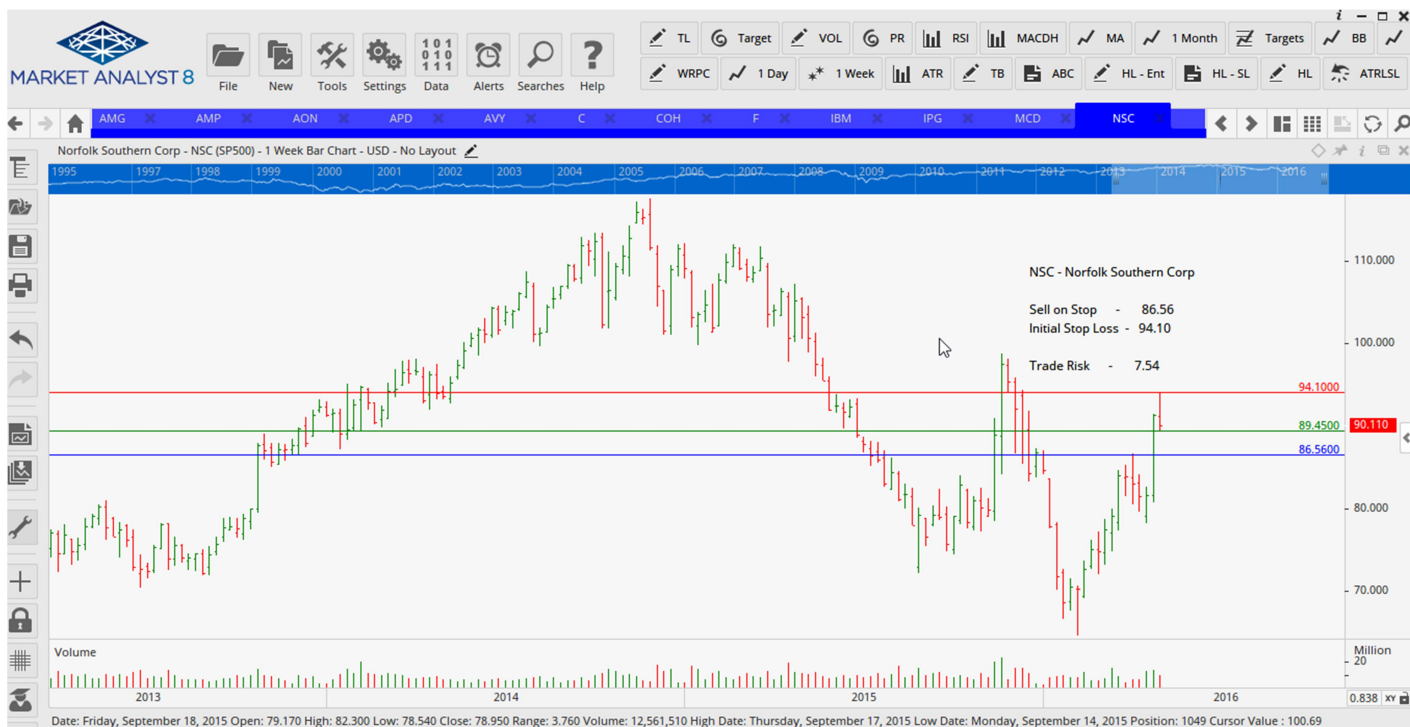 i
TL Target VOL PR RSI MACDH MA 1 Month Targets BB
MARKET ANALYST 8
101
010
111
File New Tools Settings Data Alerts Searches Help
WRPC 1 Day 1 Week ATR TB ABC HL - Ent HL - SL HL ATRLSL
AMG AMP AON APD AVY C COH F IBM IPG MCD NSC
Norfolk Southern Corp - NSC (SP500) - 1 Week Bar Chart - USD - No Layout
1995 1997 1998 1999 2000 2001 2002 2003 2004 2005 2006 2007 2008 2009 2010 2011 2012 2013 2014 2015 2016
110.000
NSC - Norfolk Southern Corp
Sell on Stop - 86.56
Initial Stop Loss - 94.10
100.000
Trade Risk - 7.54
94.1000
89.4500 90.110
86.5600
80.000
70.000
Volume Million
20
2013 2014 2015 2016 0.838 XY
Date: Friday, September 18, 2015 Open: 79.170 High: 82.300 Low: 78.540 Close: 78.950 Range: 3.760 Volume: 12,561,510 High Date: Thursday, September 17, 2015 Low Date: Monday, September 14, 2015 Position: 1049 Cursor Value : 100.69